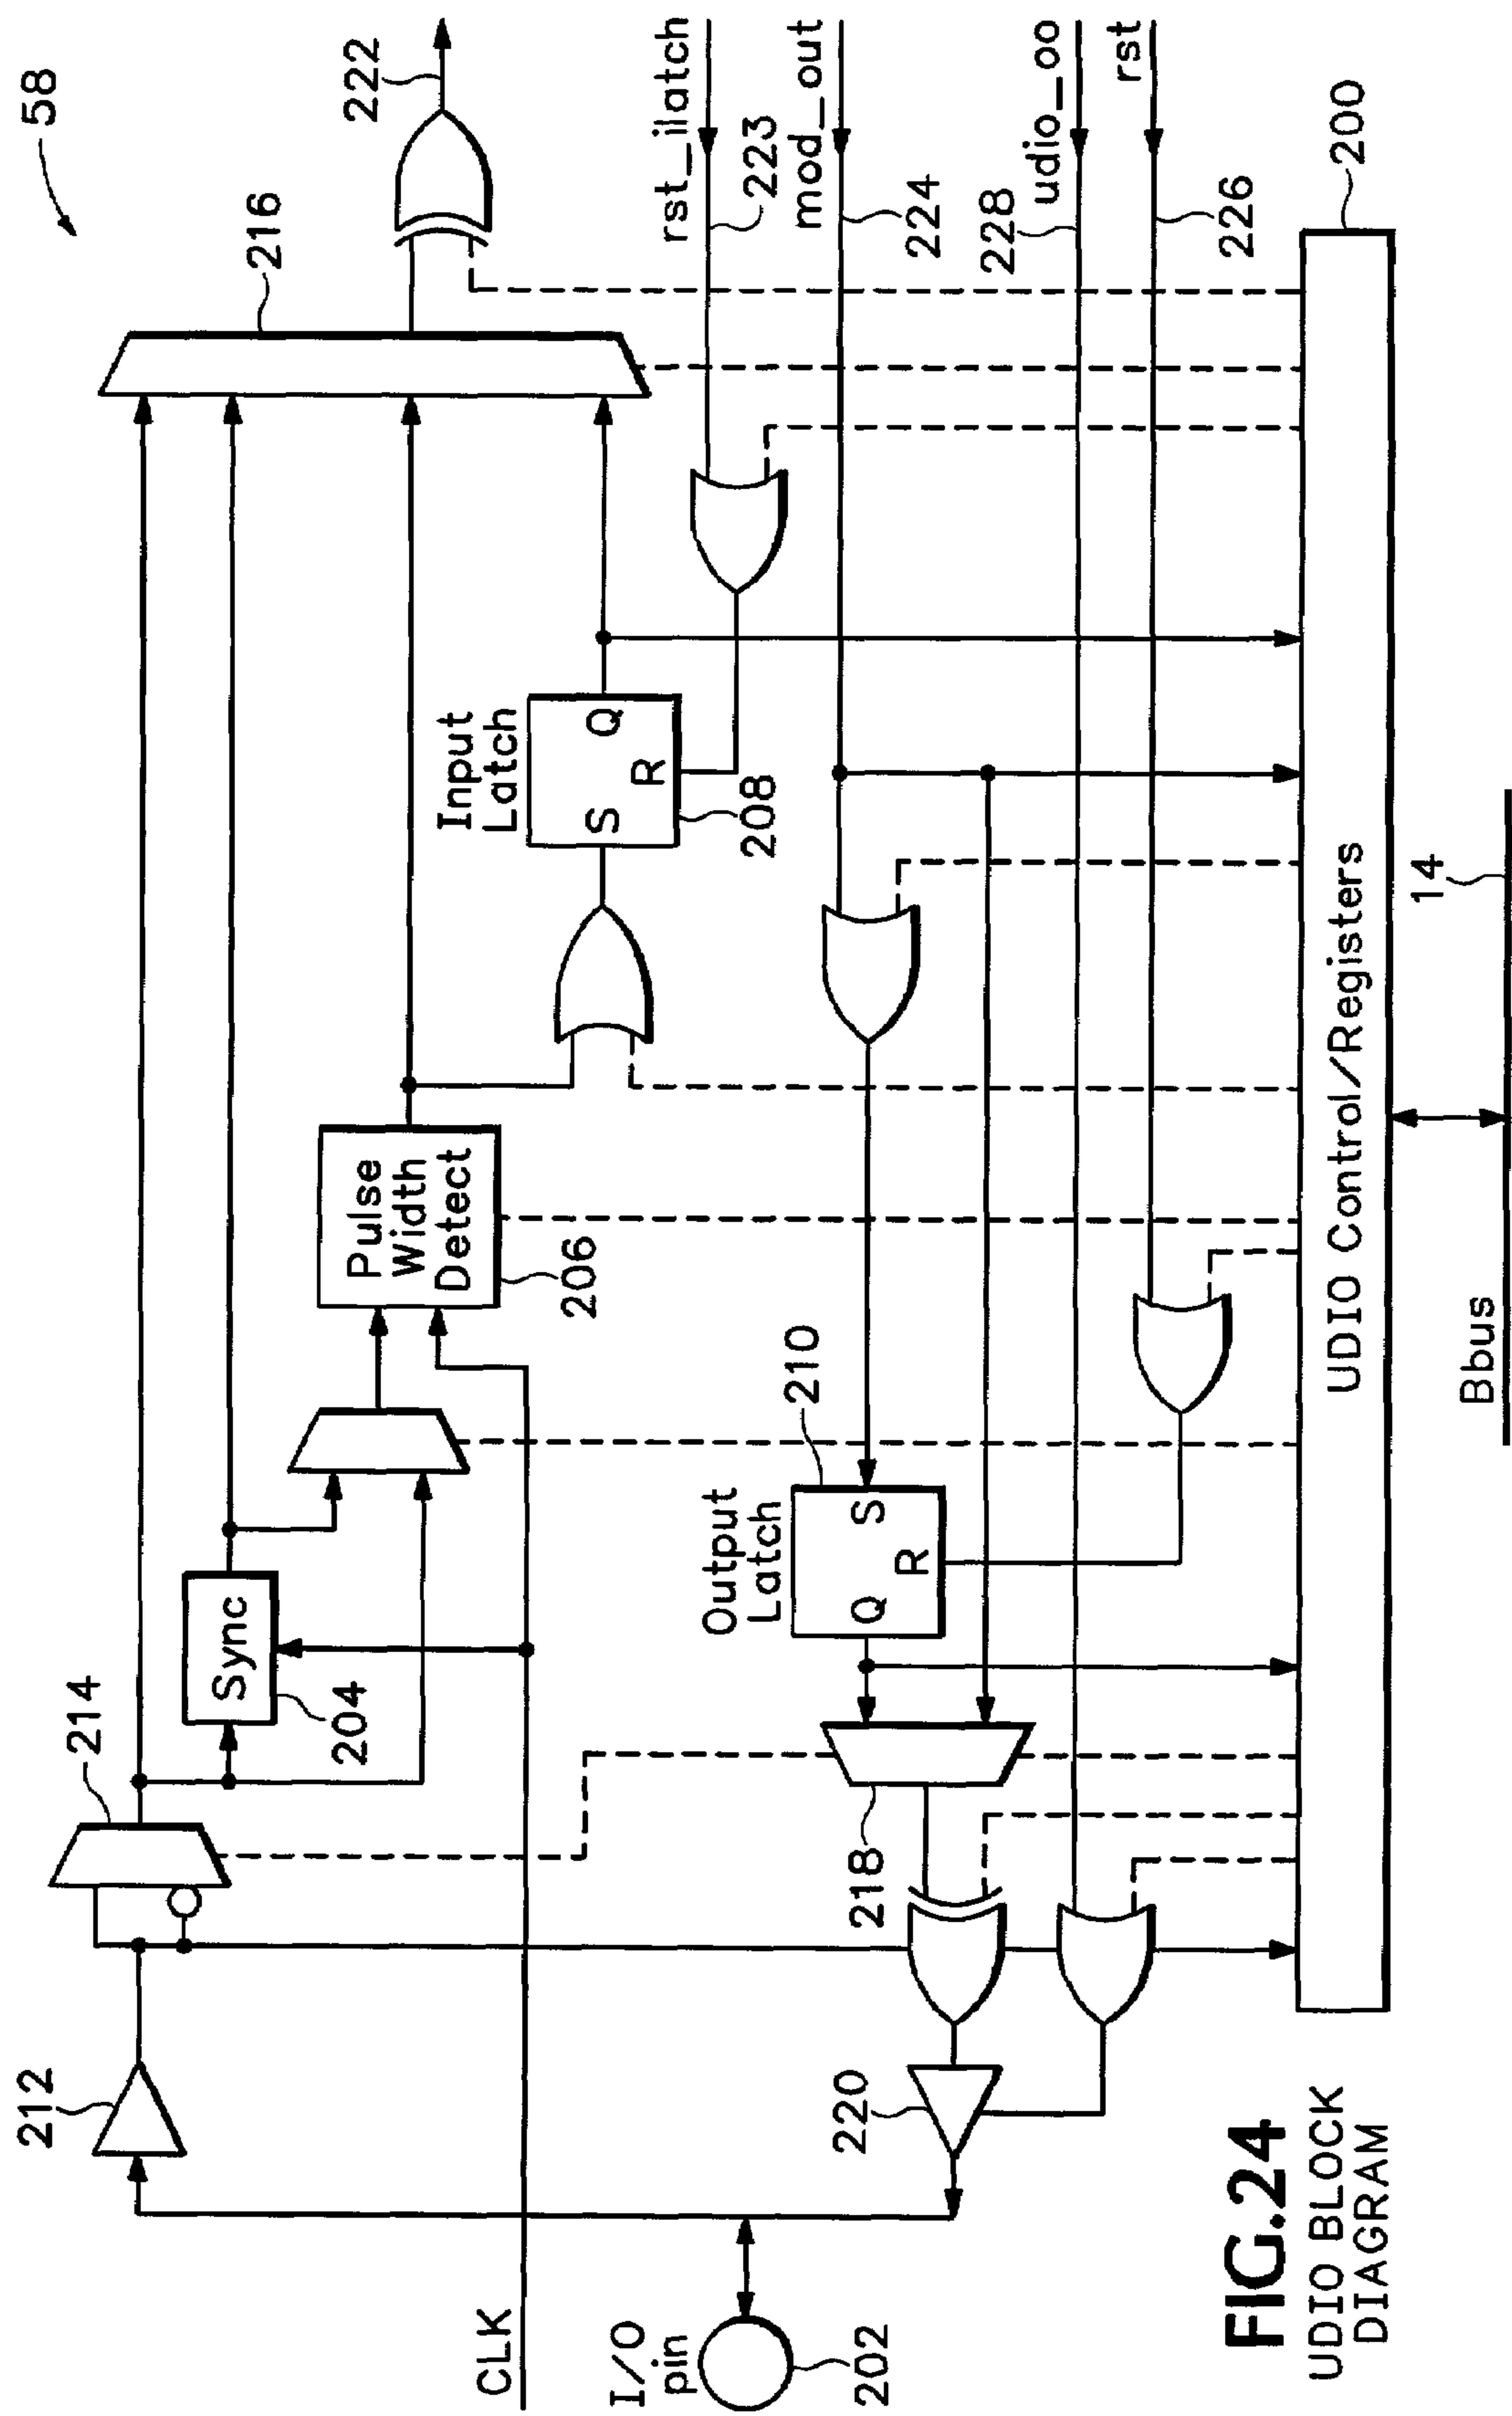 58
212
214
216
222
Sync
204
Pulse
Width
Detect
206
Input
Latch
S
Q
R
208
rst_ilatch
223
mod_out
224
udio_oo
228
rst
226
CLK
I/O
pin
202
Output
Latch
210
Q
S
R
218
220
UDIO Control/Registers
200
Bbus
14
FIG.24
UDIO BLOCK
DIAGRAM